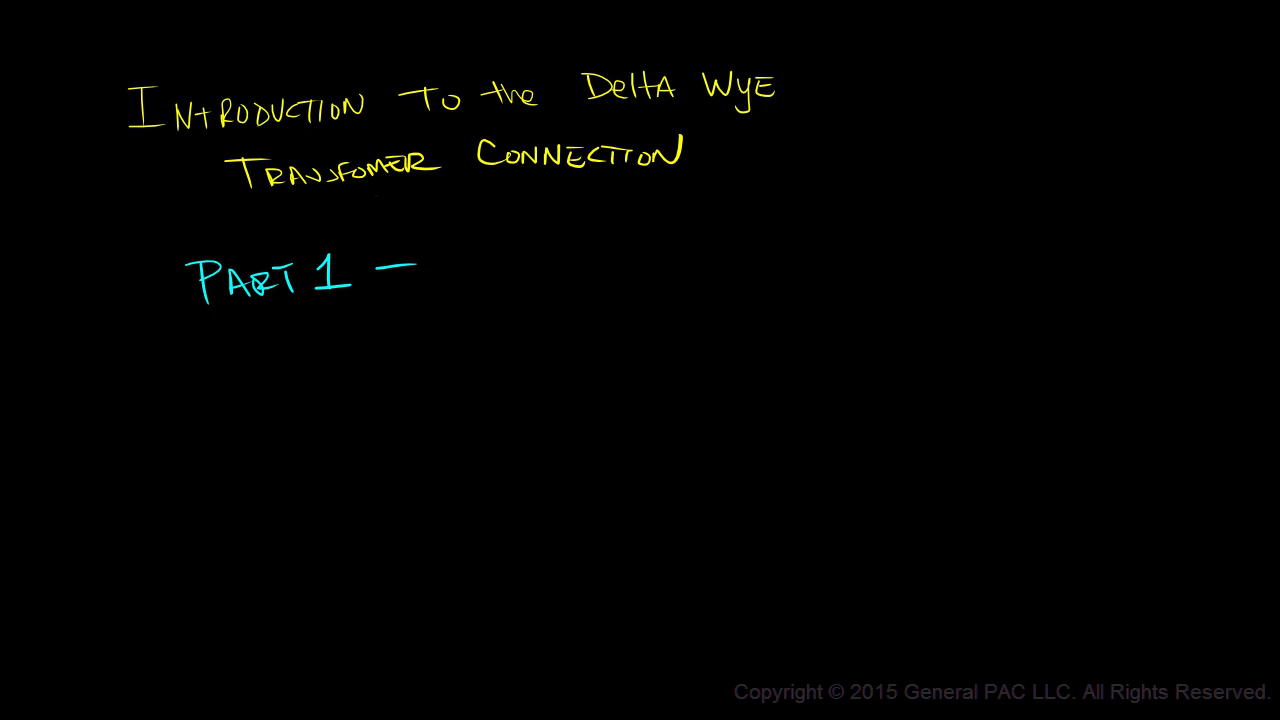 INTRODUCTION TO the DeltA WyE
TRANSFOMER CONNECTION
PART 1 —
Copyright © 2015 General PAC LLC. All Rights Reserved.